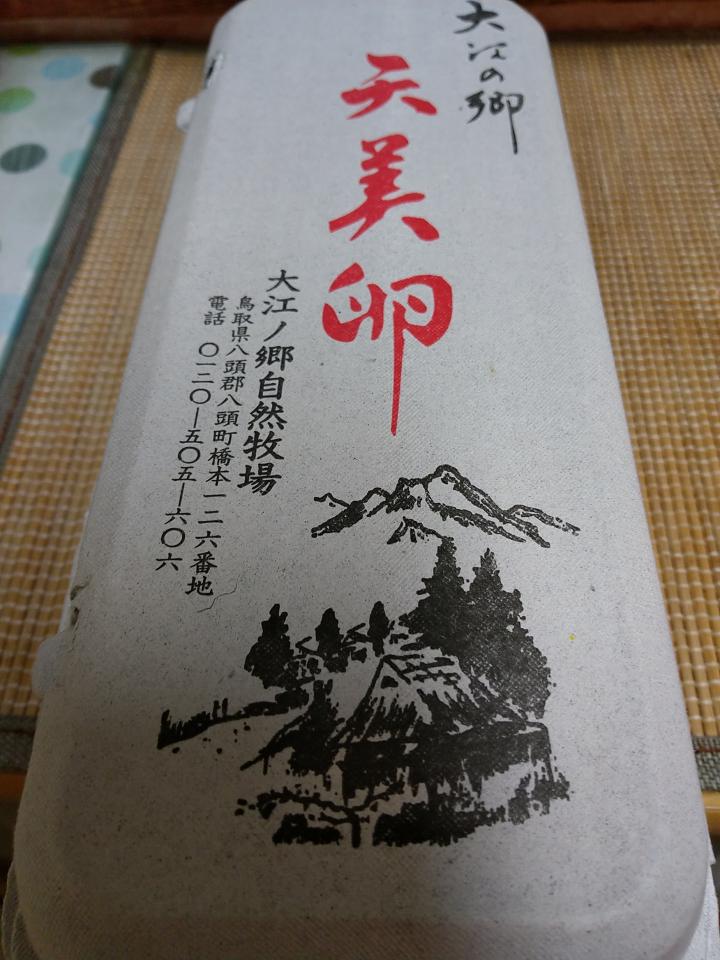 大江の郷
天美卵
大江ノ郷自然牧場
鳥取県八頭郡八頭町橋本一二六番地
電話 〇一二〇―五〇五―六〇六